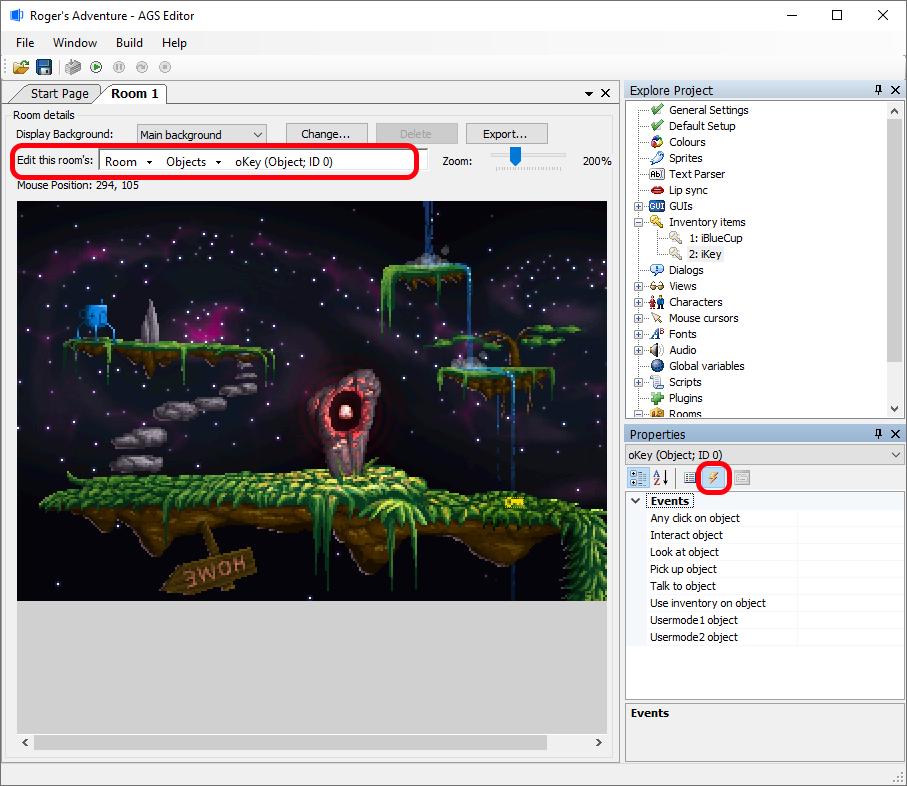 Roger's Adventure - AGS Editor
File Window Build Help
Start Page Room 1
Room details
Display Background: Main background Change... Delete Export...
Edit this room's: Room Objects oKey (Object; ID 0) Zoom: 200%
Mouse Position: 294, 105
HOME
Explore Project
General Settings
Default Setup
Colours
Sprites
Ab Text Parser
Lip sync
GUI GUIs
Inventory items
1: iBlueCup
2: iKey
Dialogs
Views
Characters
Mouse cursors
Fonts
Audio
Global variables
Scripts
Plugins
Rooms
Properties
oKey (Object; ID 0)
Events
Any click on object
Interact object
Look at object
Pick up object
Talk to object
Use inventory on object
Usermode1 object
Usermode2 object
Events